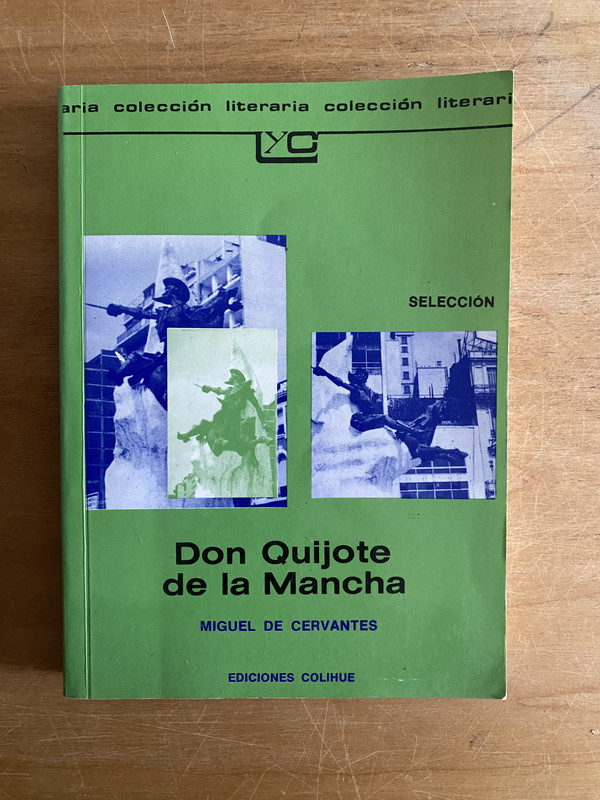 aria colección literaria colección literari
LyC
SELECCIÓN
Don Quijote
de la Mancha
MIGUEL DE CERVANTES
EDICIONES COLIHUE